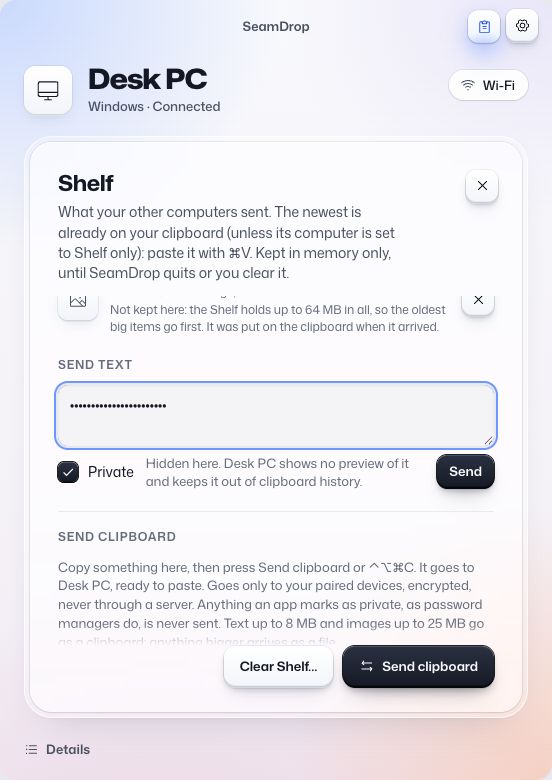 SeamDrop
Desk PC
Windows · Connected
Wi-Fi
Shelf
What your other computers sent. The newest is
already on your clipboard (unless its computer is set
to Shelf only): paste it with ⌘V. Kept in memory only,
until SeamDrop quits or you clear it.
Not kept here: the Shelf holds up to 64 MB in all, so the oldest
big items go first. It was put on the clipboard when it arrived.
SEND TEXT
•••••••••••••••••••••••
Private
Hidden here. Desk PC shows no preview of it
and keeps it out of clipboard history.
Send
SEND CLIPBOARD
Copy something here, then press Send clipboard or ⌃⌥⌘C. It goes to
Desk PC, ready to paste. Goes only to your paired devices, encrypted,
never through a server. Anything an app marks as private, as password
managers do, is never sent. Text up to 8 MB and images up to 25 MB go
as a clipboard; anything bigger arrives as a file.
Clear Shelf…
Send clipboard
Details